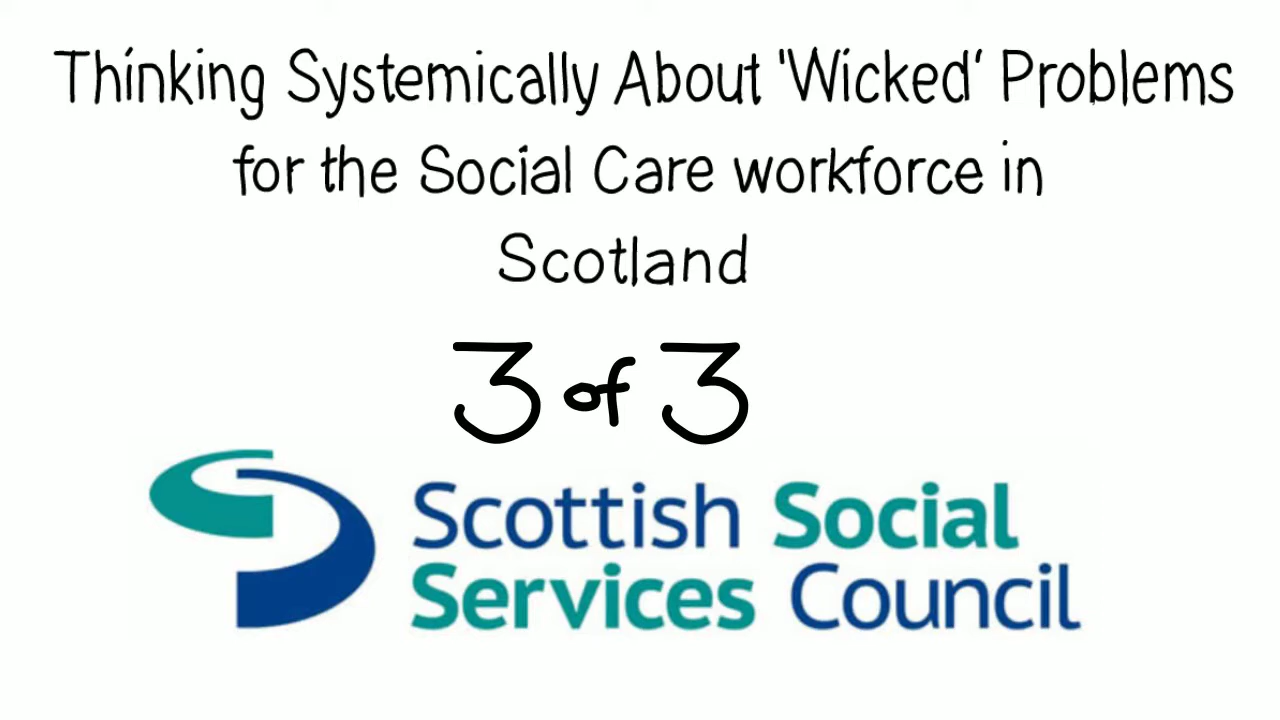 Thinking Systemically About 'Wicked' Problems
for the Social Care workforce in
Scotland
3 of 3
Scottish Social
Services Council